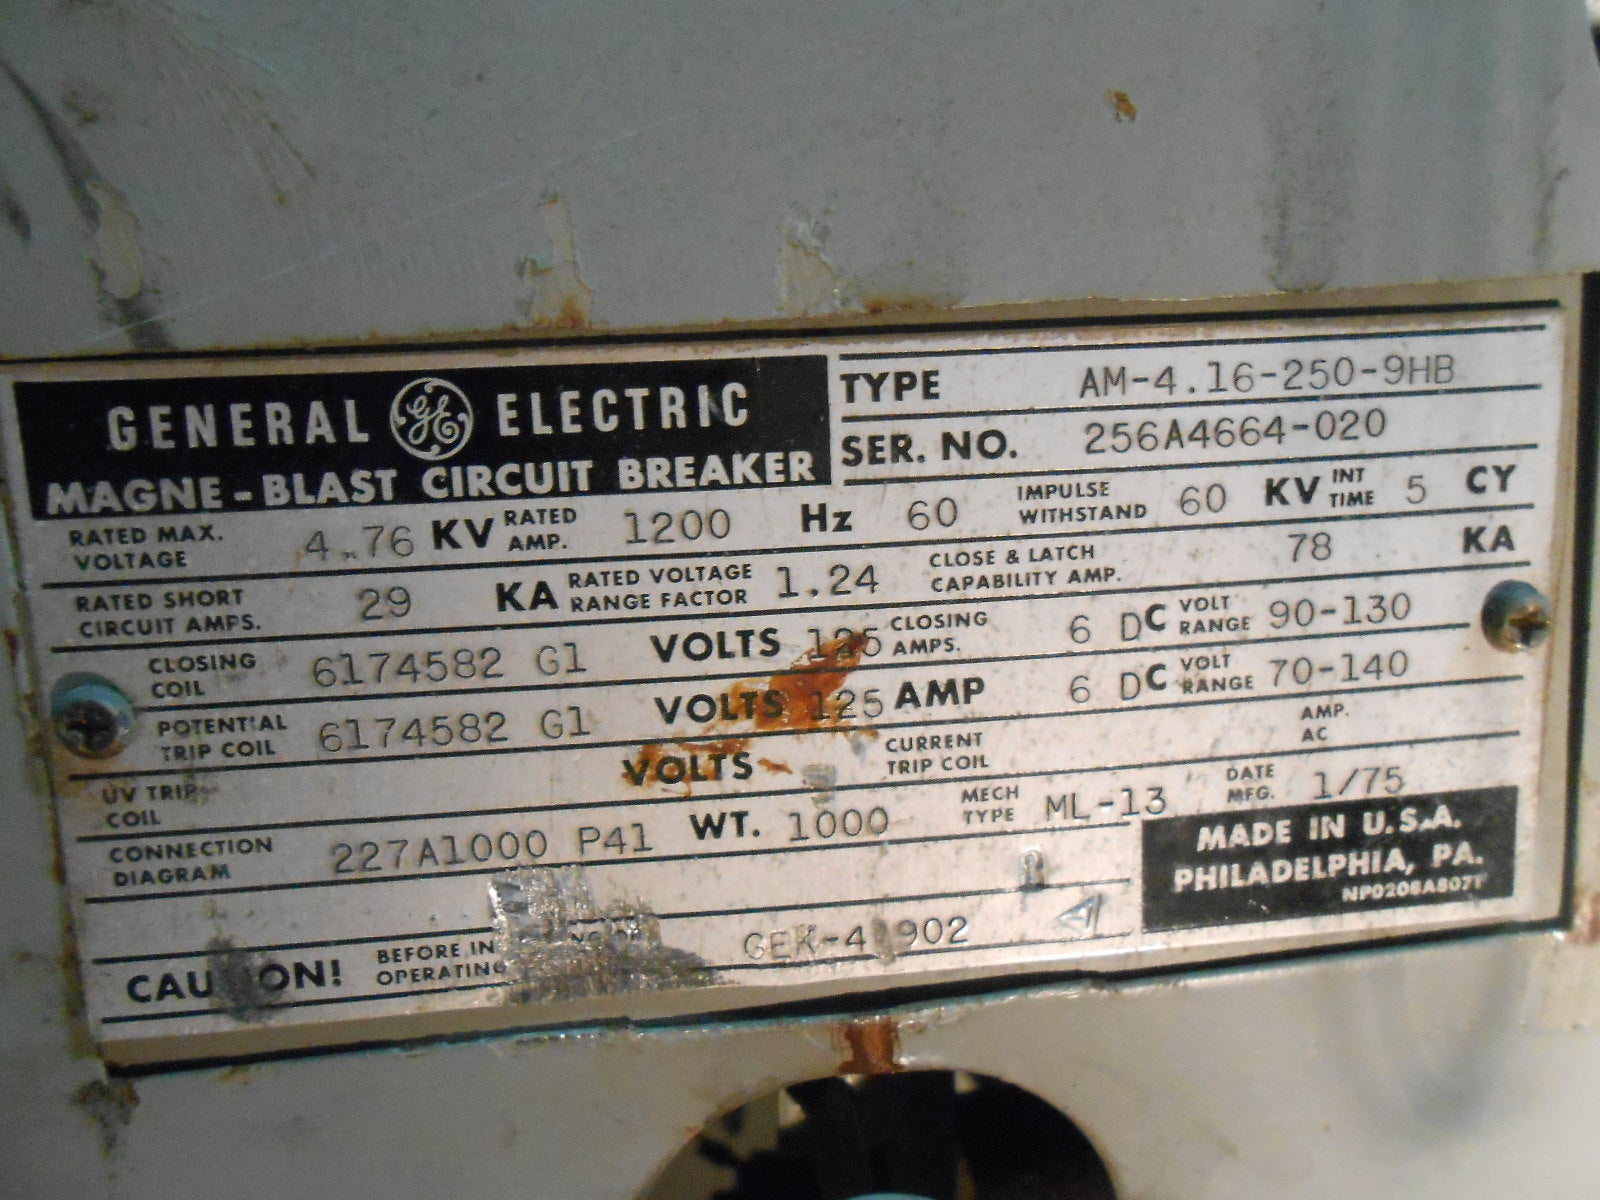 GENERAL GE ELECTRIC
MAGNE-BLAST CIRCUIT BREAKER
TYPE AM-4.16-250-9HB
SER. NO. 256A4664-020
RATED MAX. VOLTAGE 4.76 KV RATED AMP. 1200 Hz 60 IMPULSE WITHSTAND 60 KV INT TIME 5 CY
RATED SHORT CIRCUIT AMPS. 29 KA RATED VOLTAGE RANGE FACTOR 1.24 CLOSE & LATCH CAPABILITY AMP. 78 KA
CLOSING COIL 6174582 G1 VOLTS 125 CLOSING AMPS. 6 DC VOLT RANGE 90-130
POTENTIAL TRIP COIL 6174582 G1 VOLTS 125 AMP 6 DC VOLT RANGE 70-140
UV TRIP COIL VOLTS CURRENT TRIP COIL AMP. AC
CONNECTION DIAGRAM 227A1000 P41 WT. 1000 MECH TYPE ML-13 DATE MFG. 1/75
MADE IN U.S.A.
PHILADELPHIA, PA.
CAUTION! BEFORE IN OPERATING